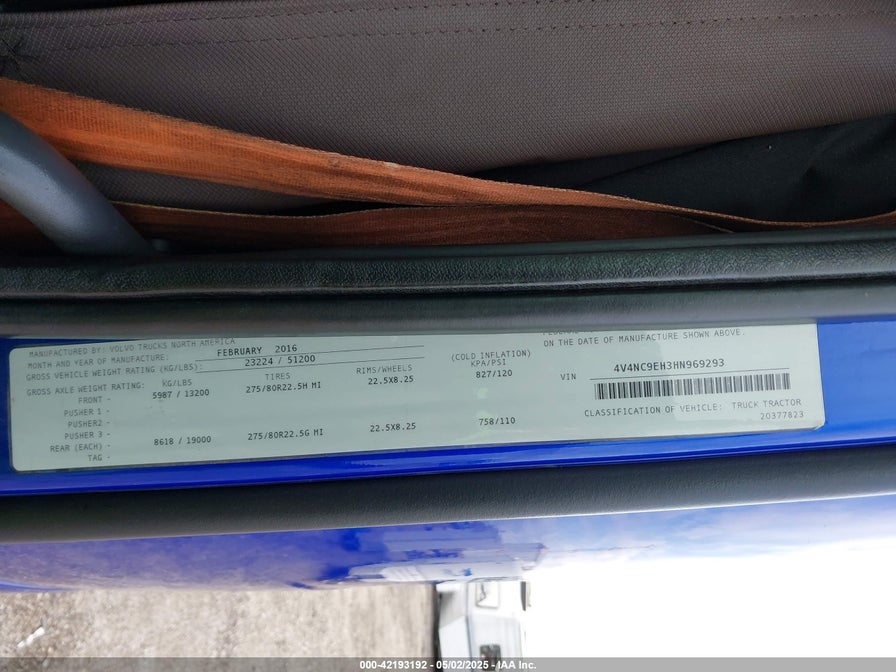 MANUFACTURED BY: VOLVO TRUCKS NORTH AMERICA
MONTH AND YEAR OF MANUFACTURE: FEBRUARY 2016
GROSS VEHICLE WEIGHT RATING (KG/LBS): 23224 / 51200
GROSS AXLE WEIGHT RATING: KG/LBS TIRES RIMS/WHEELS (COLD INFLATION) KPA/PSI
FRONT - 5987 / 13200 275/80R22.5H MI 22.5X8.25 827/120
PUSHER 1 -
PUSHER2 -
PUSHER 3 -
REAR (EACH) - 8618 / 19000 275/80R22.5G MI 22.5X8.25 758/110
TAG -
ON THE DATE OF MANUFACTURE SHOWN ABOVE.
VIN 4V4NC9EH3HN969293
CLASSIFICATION OF VEHICLE: TRUCK TRACTOR
20377823
000-42193192 - 05/02/2025 - IAA Inc.